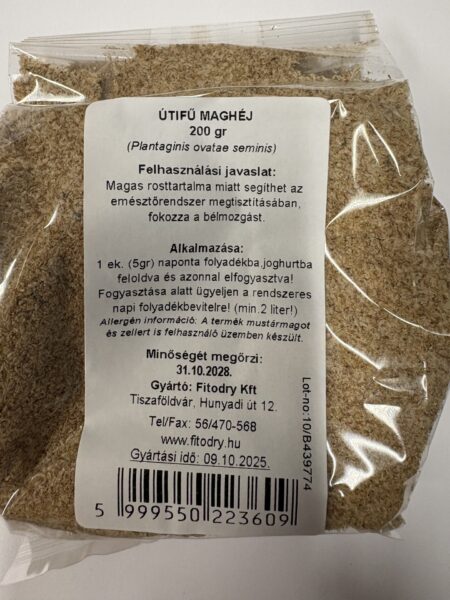 ÚTIFŰ MAGHÉJ
200 gr
(Plantaginis ovatae seminis)
Felhasználási javaslat:
Magas rosttartalma miatt segíthet az
emésztőrendszer megtisztításában,
fokozza a bélmozgást.
Alkalmazása:
1 ek. (5gr) naponta folyadékba,joghurtba
feloldva és azonnal elfogyasztva!
Fogyasztása alatt ügyeljen a rendszeres
napi folyadékbevitelre! (min.2 liter!)
Allergén információ: A termék mustármagot
és zellert is felhasználó üzemben készült.
Minőségét megőrzi:
31.10.2028.
Gyártó: Fitodry Kft
Tiszaföldvár, Hunyadi út 12.
Tel/Fax: 56/470-568
www.fitodry.hu
Gyártási idő: 09.10.2025.
Lot-no:10/B439774
5 999550 223609